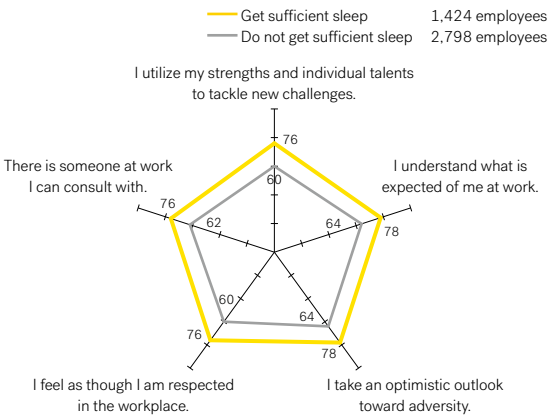 Get sufficient sleep 1,424 employees
Do not get sufficient sleep 2,798 employees
I utilize my strengths and individual talents
to tackle new challenges.
76
60
There is someone at work
I can consult with.
76
62
I understand what is
expected of me at work.
64
78
60
76
64
78
I feel as though I am respected
in the workplace.
I take an optimistic outlook
toward adversity.